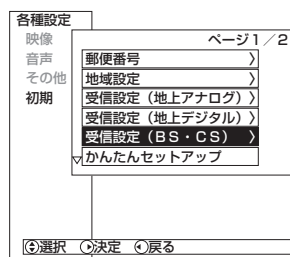 各種設定
映像
音声
その他
初期
ページ1／2
郵便番号
地域設定
受信設定（地上アナログ）
受信設定（地上デジタル）
受信設定（BS・CS）
かんたんセットアップ
選択 決定 戻る